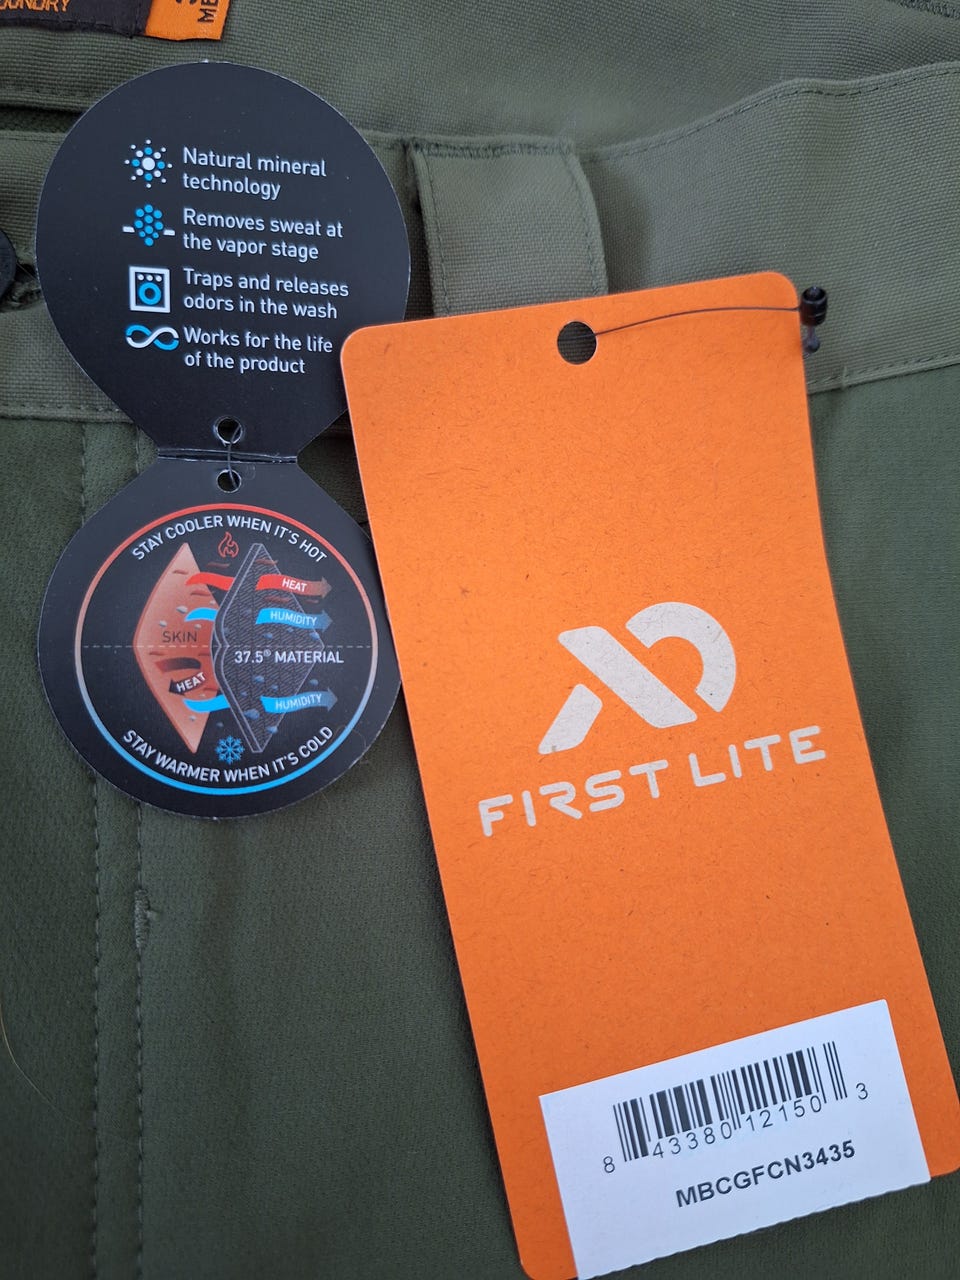 Natural mineral
technology
Removes sweat at
the vapor stage
Traps and releases
odors in the wash
Works for the life
of the product
STAY COOLER WHEN IT'S HOT
HEAT
HUMIDITY
SKIN
37.5® MATERIAL
HEAT
HUMIDITY
STAY WARMER WHEN IT'S COLD
FIRST LITE
8 43380 12150 3
MBCGFCN3435